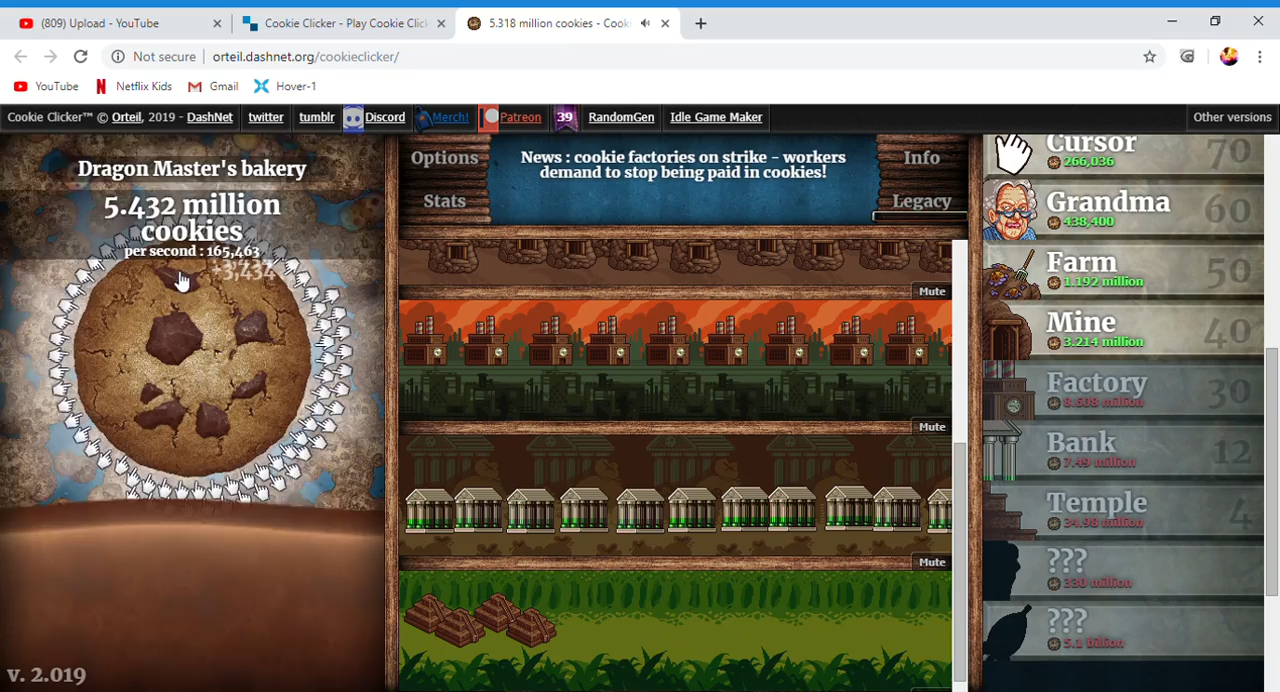 (809) Upload - YouTube
Cookie Clicker - Play Cookie Click
5.318 million cookies - Cook
Not secure
orteil.dashnet.org/cookieclicker/
YouTube
Netflix Kids
Gmail
Hover-1
Cookie Clicker™ © Orteil, 2019 - DashNet
twitter
tumblr
Discord
Merch!
Patreon
39
RandomGen
Idle Game Maker
Other versions
Dragon Master's bakery
5.432 million
cookies
per second : 165,463
+3,434
v. 2.019
Options
Stats
News : cookie factories on strike - workers
demand to stop being paid in cookies!
Info
Legacy
Mute
Mute
Mute
Cursor
266,036
70
Grandma
438,400
60
Farm
1.192 million
50
Mine
3.214 million
40
Factory
8.638 million
30
Bank
7.49 million
12
Temple
34.98 million
4
???
330 million
???
5.1 billion